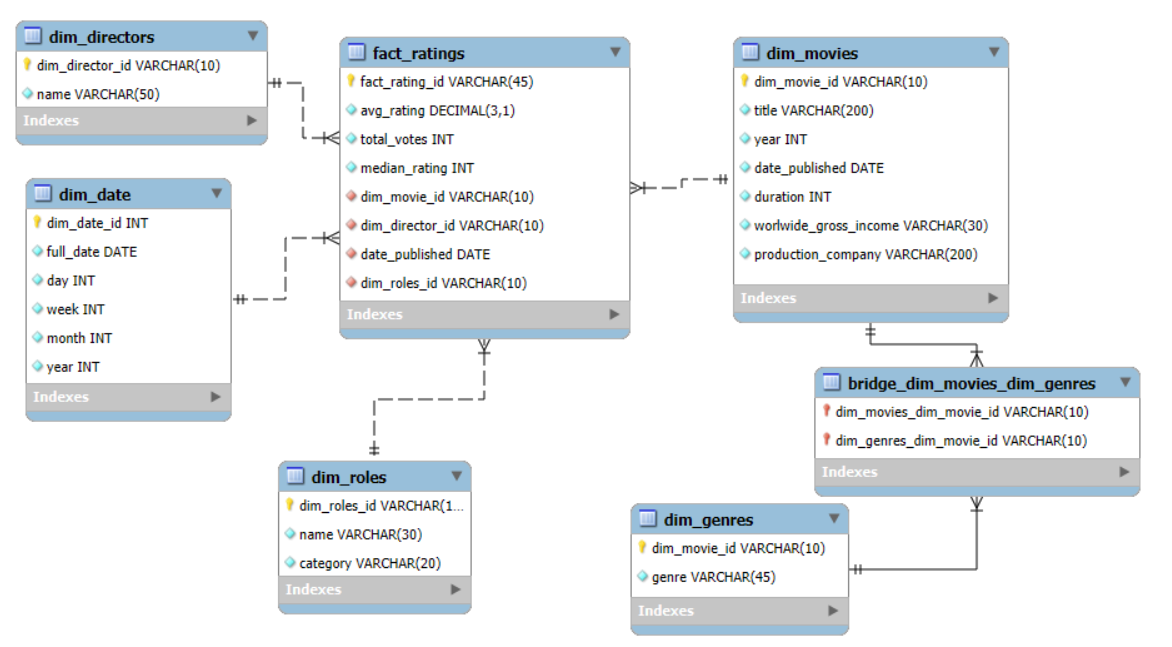 dim_directors
dim_director_id VARCHAR(10)
name VARCHAR(50)
Indexes
fact_ratings
fact_rating_id VARCHAR(45)
avg_rating DECIMAL(3,1)
total_votes INT
median_rating INT
dim_movie_id VARCHAR(10)
dim_director_id VARCHAR(10)
date_published DATE
dim_roles_id VARCHAR(10)
Indexes
dim_movies
dim_movie_id VARCHAR(10)
title VARCHAR(200)
year INT
date_published DATE
duration INT
worlwide_gross_income VARCHAR(30)
production_company VARCHAR(200)
Indexes
dim_date
dim_date_id INT
full_date DATE
day INT
week INT
month INT
year INT
Indexes
bridge_dim_movies_dim_genres
dim_movies_dim_movie_id VARCHAR(10)
dim_genres_dim_movie_id VARCHAR(10)
Indexes
dim_roles
dim_roles_id VARCHAR(1...
name VARCHAR(30)
category VARCHAR(20)
Indexes
dim_genres
dim_movie_id VARCHAR(10)
genre VARCHAR(45)
Indexes